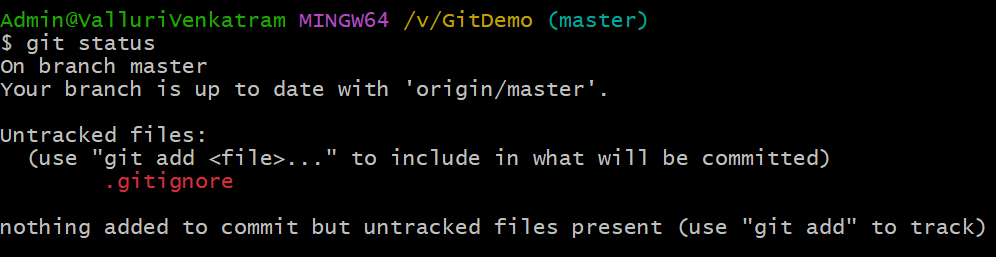 Admin@ValluriVenkatram MINGW64 /v/GitDemo (master)
$ git status
On branch master
Your branch is up to date with 'origin/master'.
Untracked files:
(use "git add <file>..." to include in what will be committed)
.gitignore
nothing added to commit but untracked files present (use "git add" to track)